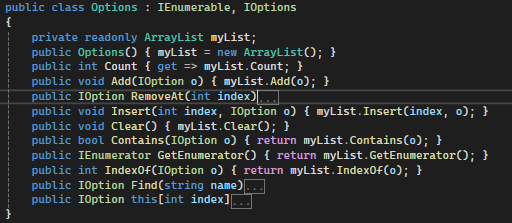 public class Options : IEnumerable, IOptions
{
private readonly ArrayList myList;
public Options() { myList = new ArrayList(); }
public int Count { get => myList.Count; }
public void Add(IOption o) { myList.Add(o); }
public IOption RemoveAt(int index)...
public void Insert(int index, IOption o) { myList.Insert(index, o); }
public void Clear() { myList.Clear(); }
public bool Contains(IOption o) { return myList.Contains(o); }
public IEnumerator GetEnumerator() { return myList.GetEnumerator(); }
public int IndexOf(IOption o) { return myList.IndexOf(o); }
public IOption Find(string name)...
public IOption this[int index]...
}